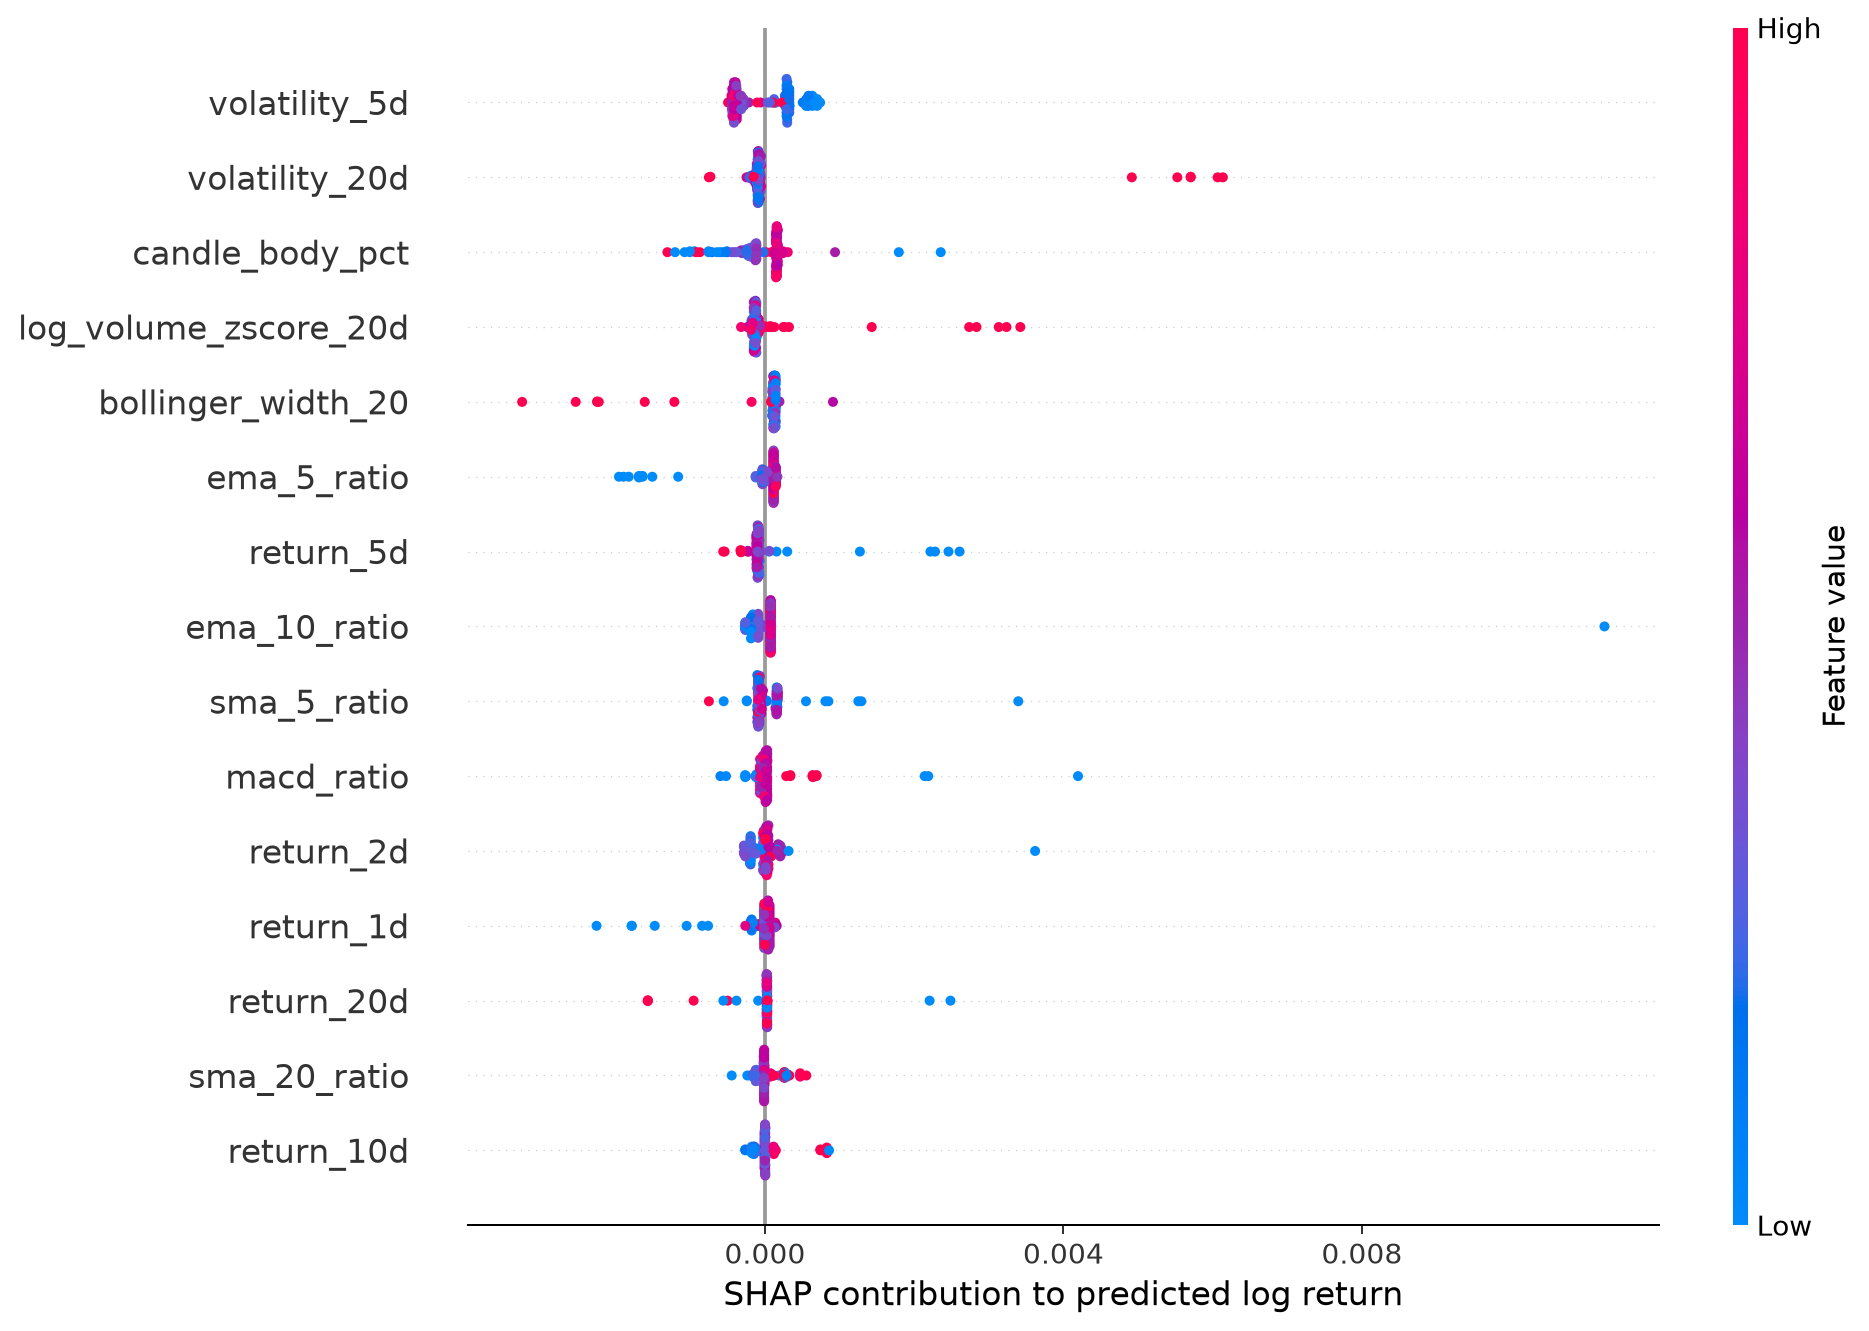 High
volatility_5d
volatility_20d
candle_body_pct
log_volume_zscore_20d
bollinger_width_20
ema_5_ratio
return_5d
ema_10_ratio
sma_5_ratio
macd_ratio
return_2d
return_1d
return_20d
sma_20_ratio
return_10d
Feature value
Low
0.000 0.004 0.008
SHAP contribution to predicted log return